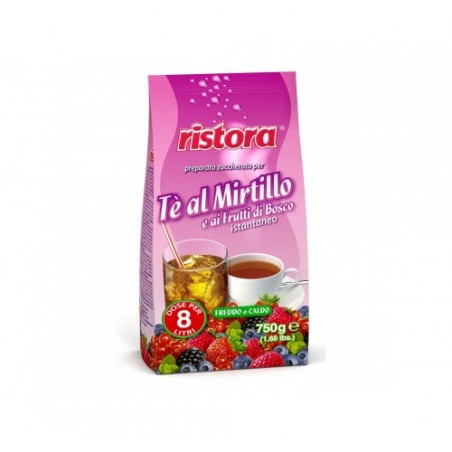 ristora®
preparato zuccherato per
Tè al Mirtillo
e ai Frutti di Bosco
istantaneo
DOSE PER
8
LITRI
FREDDO o CALDO
750g e
(1.66 lbs.)